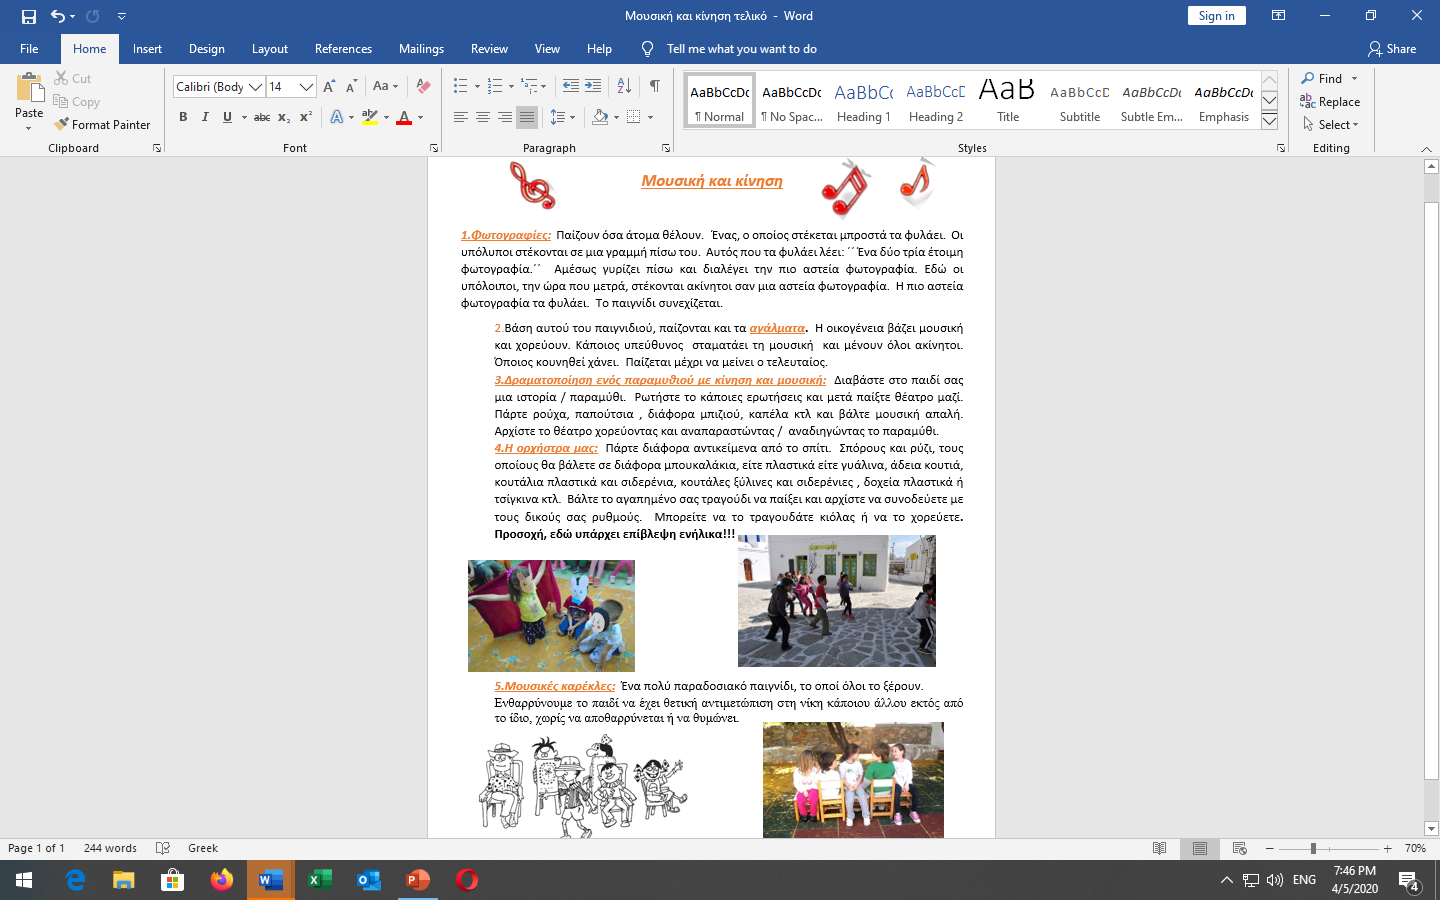 Μουσική και κίνηση τελικό - Word
Sign in
File Home Insert Design Layout References Mailings Review View Help Tell me what you want to do Share
Paste
Cut
Copy
Format Painter
Clipboard
Calibri (Body 14
Font
Paragraph
AaBbCcDc AaBbCcDc AaBbCc AaBbCcD AaB AaBbCcD AaBbCcDc AaBbCcDc
¶ Normal ¶ No Spac... Heading 1 Heading 2 Title Subtitle Subtle Em... Emphasis
Styles
Find
Replace
Select
Editing
Μουσική και κίνηση
1.Φωτογραφίες: Παίζουν όσα άτομα θέλουν. Ένας, ο οποίος στέκεται μπροστά τα φυλάει. Οι
υπόλυποι στέκονται σε μια γραμμή πίσω του. Αυτός που τα φυλάει λέει: ´´Ένα δύο τρία έτοιμη
φωτογραφία.´´ Αμέσως γυρίζει πίσω και διαλέγει την πιο αστεία φωτογραφία. Εδώ οι
υπόλοιποι, την ώρα που μετρά, στέκονται ακίνητοι σαν μια αστεία φωτογραφία. Η πιο αστεία
φωτογραφία τα φυλάει. Το παιγνίδι συνεχίζεται.
2.Βάση αυτού του παιγνιδιού, παίζονται και τα αγάλματα. Η οικογένεια βάζει μουσική
και χορεύουν. Κάποιος υπεύθυνος σταματάει τη μουσική και μένουν όλοι ακίνητοι.
Όποιος κουνηθεί χάνει. Παίζεται μέχρι να μείνει ο τελευταίος.
3.Δραματοποίηση ενός παραμυθιού με κίνηση και μουσική: Διαβάστε στο παιδί σας
μια ιστορία / παραμύθι. Ρωτήστε το κάποιες ερωτήσεις και μετά παίξτε θέατρο μαζί.
Πάρτε ρούχα, παπούτσια , διάφορα μπιζιού, καπέλα κτλ και βάλτε μουσική απαλή.
Αρχίστε το θέατρο χορεύοντας και αναπαραστώντας / αναδιηγώντας το παραμύθι.
4.Η ορχήστρα μας: Πάρτε διάφορα αντικείμενα από το σπίτι. Σπόρους και ρύζι, τους
οποίους θα βάλετε σε διάφορα μπουκαλάκια, είτε πλαστικά είτε γυάλινα, άδεια κουτιά,
κουτάλια πλαστικά και σιδερένια, κουτάλες ξύλινες και σιδερένιες , δοχεία πλαστικά ή
τσίγκινα κτλ. Βάλτε το αγαπημένο σας τραγούδι να παίξει και αρχίστε να συνοδεύετε με
τους δικούς σας ρυθμούς. Μπορείτε να το τραγουδάτε κιόλας ή να το χορεύετε.
Προσοχή, εδώ υπάρχει επίβλεψη ενήλικα!!!
5.Μουσικές καρέκλες: Ένα πολύ παραδοσιακό παιγνίδι, το οποί όλοι το ξέρουν.
Ενθαρρύνουμε το παιδί να έχει θετική αντιμετώπιση στη νίκη κάποιου άλλου εκτός από
το ίδιο, χωρίς να αποθαρρύνεται ή να θυμώνει.
Page 1 of 1 244 words Greek 70%
ENG 7:46 PM
4/5/2020 4